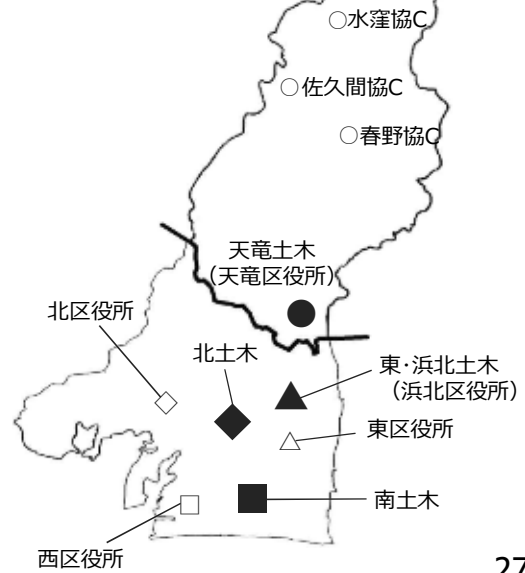 ○水窪協C
○佐久間協C
○春野協C
天竜土木
（天竜区役所）
北区役所
北土木
東・浜北土木
（浜北区役所）
東区役所
南土木
西区役所
27